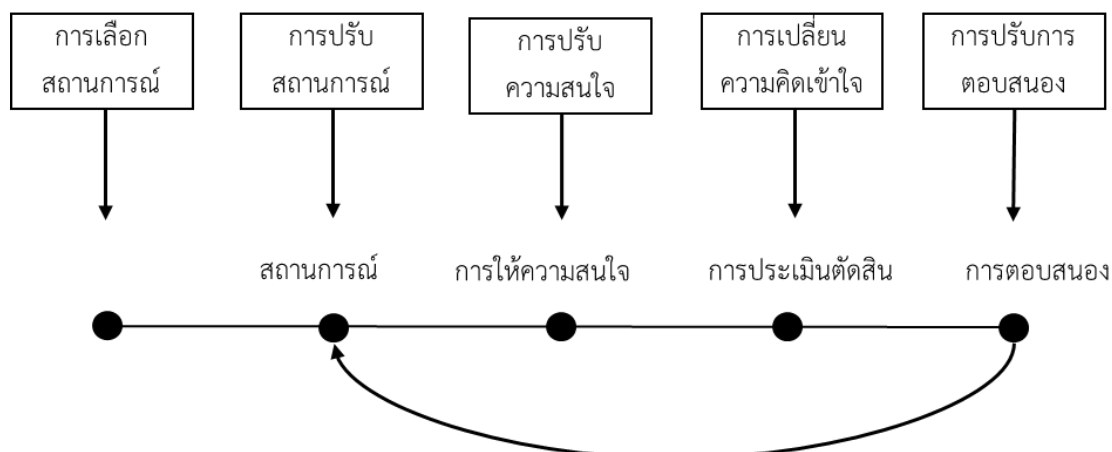 การเลือก
สถานการณ์
การปรับ
สถานการณ์
การปรับ
ความสนใจ
การเปลี่ยน
ความคิดเข้าใจ
การปรับการ
ตอบสนอง
สถานการณ์
การให้ความสนใจ
การประเมินตัดสิน
การตอบสนอง